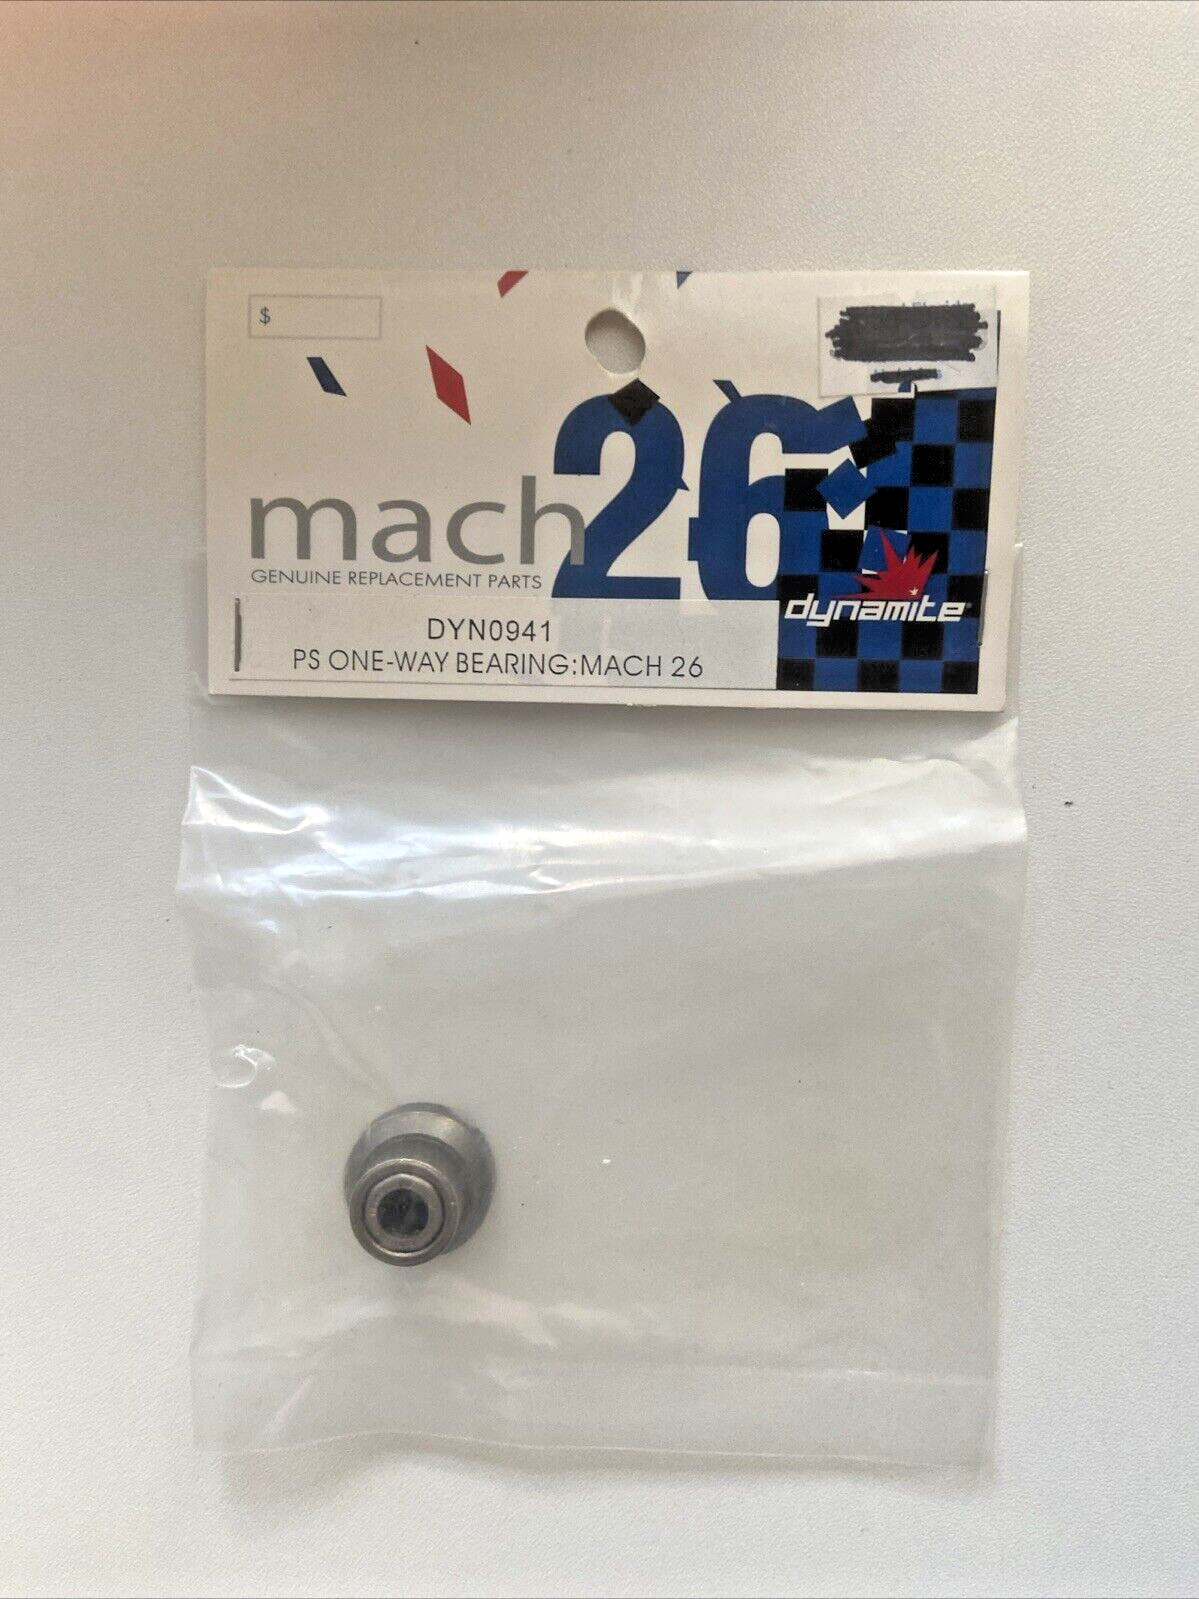 $
mach 26
GENUINE REPLACEMENT PARTS
dynamite
DYN0941
PS ONE-WAY BEARING:MACH 26